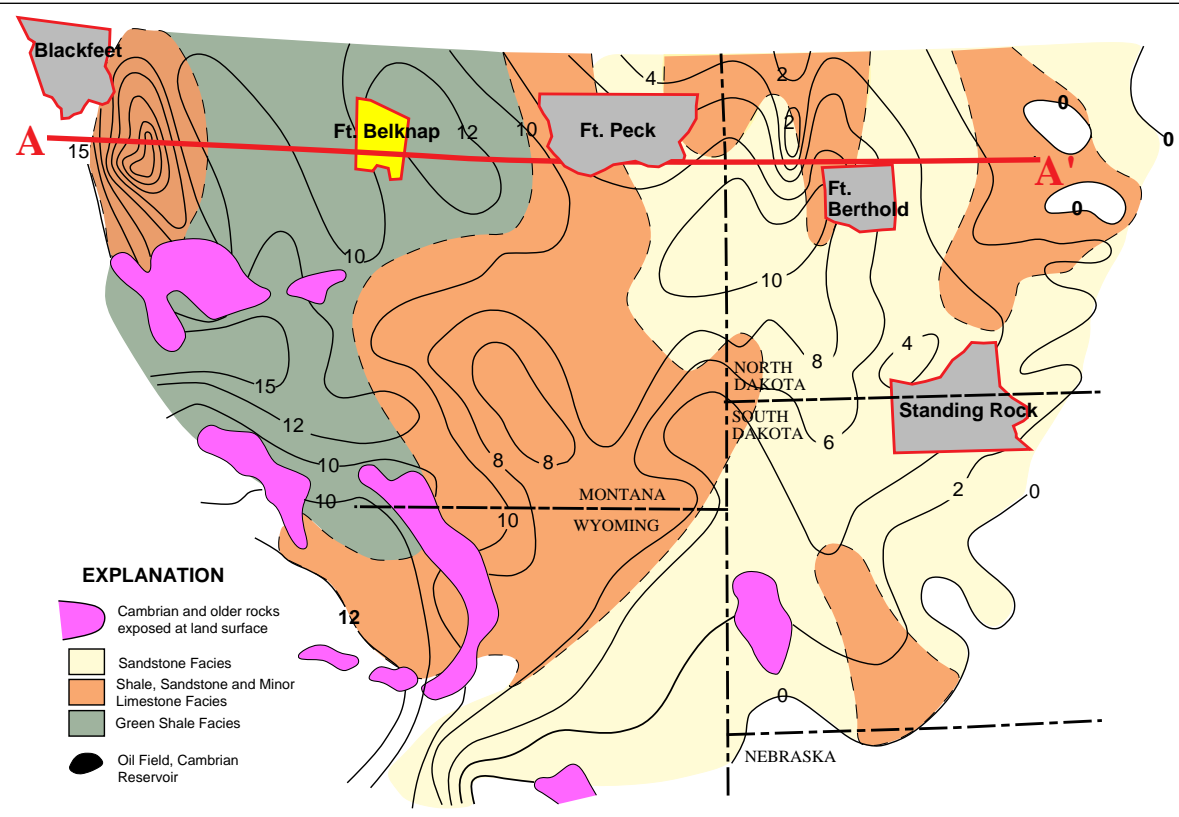 Blackfeet
A
15
Ft. Belknap
12
10
Ft. Peck
4
2
2
0
0
A'
Ft.
Berthold
0
10
10
8
4
NORTH
DAKOTA
SOUTH
DAKOTA
Standing Rock
15
12
10
10
8
8
6
2
0
MONTANA
WYOMING
10
12
0
NEBRASKA
EXPLANATION
Cambrian and older rocks
exposed at land surface
Sandstone Facies
Shale, Sandstone and Minor
Limestone Facies
Green Shale Facies
Oil Field, Cambrian
Reservoir